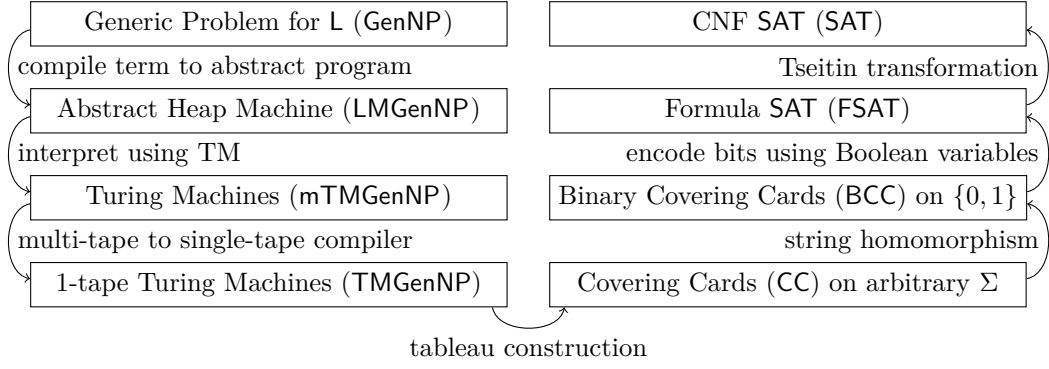 Generic Problem for L (GenNP)
compile term to abstract program
Abstract Heap Machine (LMGenNP)
interpret using TM
Turing Machines (mTMGenNP)
multi-tape to single-tape compiler
1-tape Turing Machines (TMGenNP)
tableau construction
Covering Cards (CC) on arbitrary Σ
string homomorphism
Binary Covering Cards (BCC) on {0, 1}
encode bits using Boolean variables
Formula SAT (FSAT)
Tseitin transformation
CNF SAT (SAT)